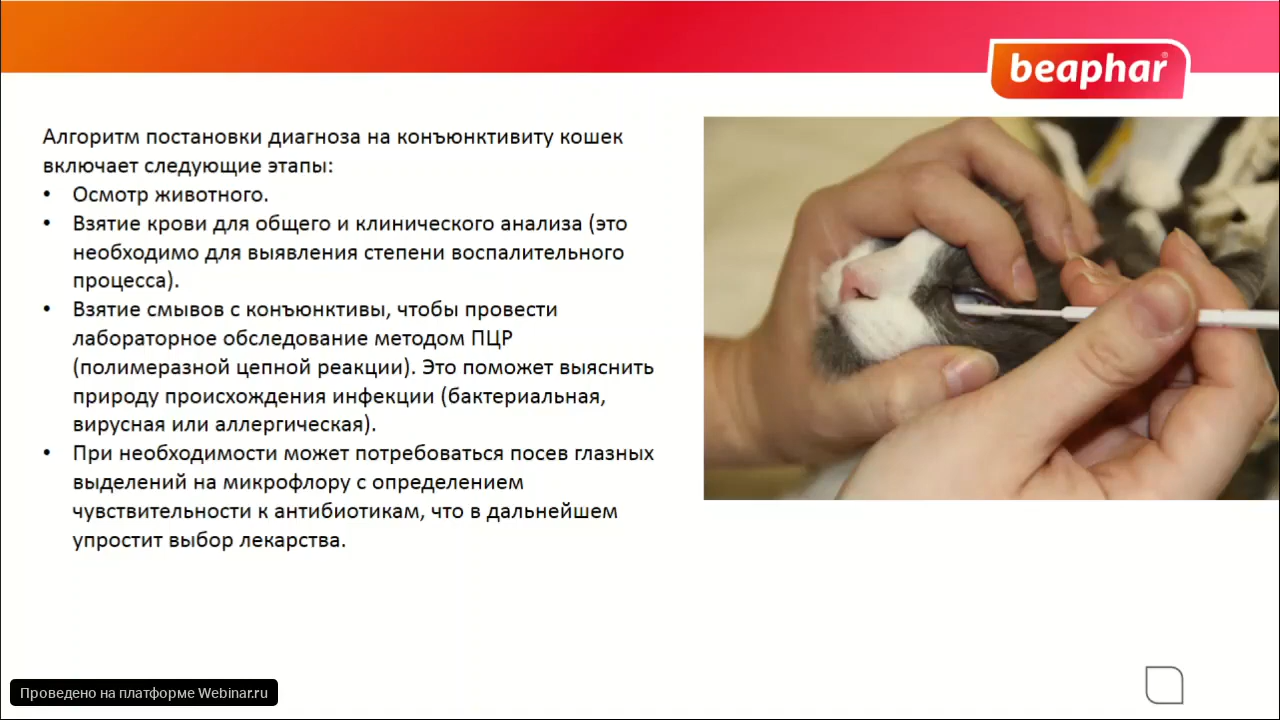 beaphar
Алгоритм постановки диагноза на конъюнктивиту кошек
включает следующие этапы:
• Осмотр животного.
• Взятие крови для общего и клинического анализа (это
необходимо для выявления степени воспалительного
процесса).
• Взятие смывов с конъюнктивы, чтобы провести
лабораторное обследование методом ПЦР
(полимеразной цепной реакции). Это поможет выяснить
природу происхождения инфекции (бактериальная,
вирусная или аллергическая).
• При необходимости может потребоваться посев глазных
выделений на микрофлору с определением
чувствительности к антибиотикам, что в дальнейшем
упростит выбор лекарства.
Проведено на платформе Webinar.ru